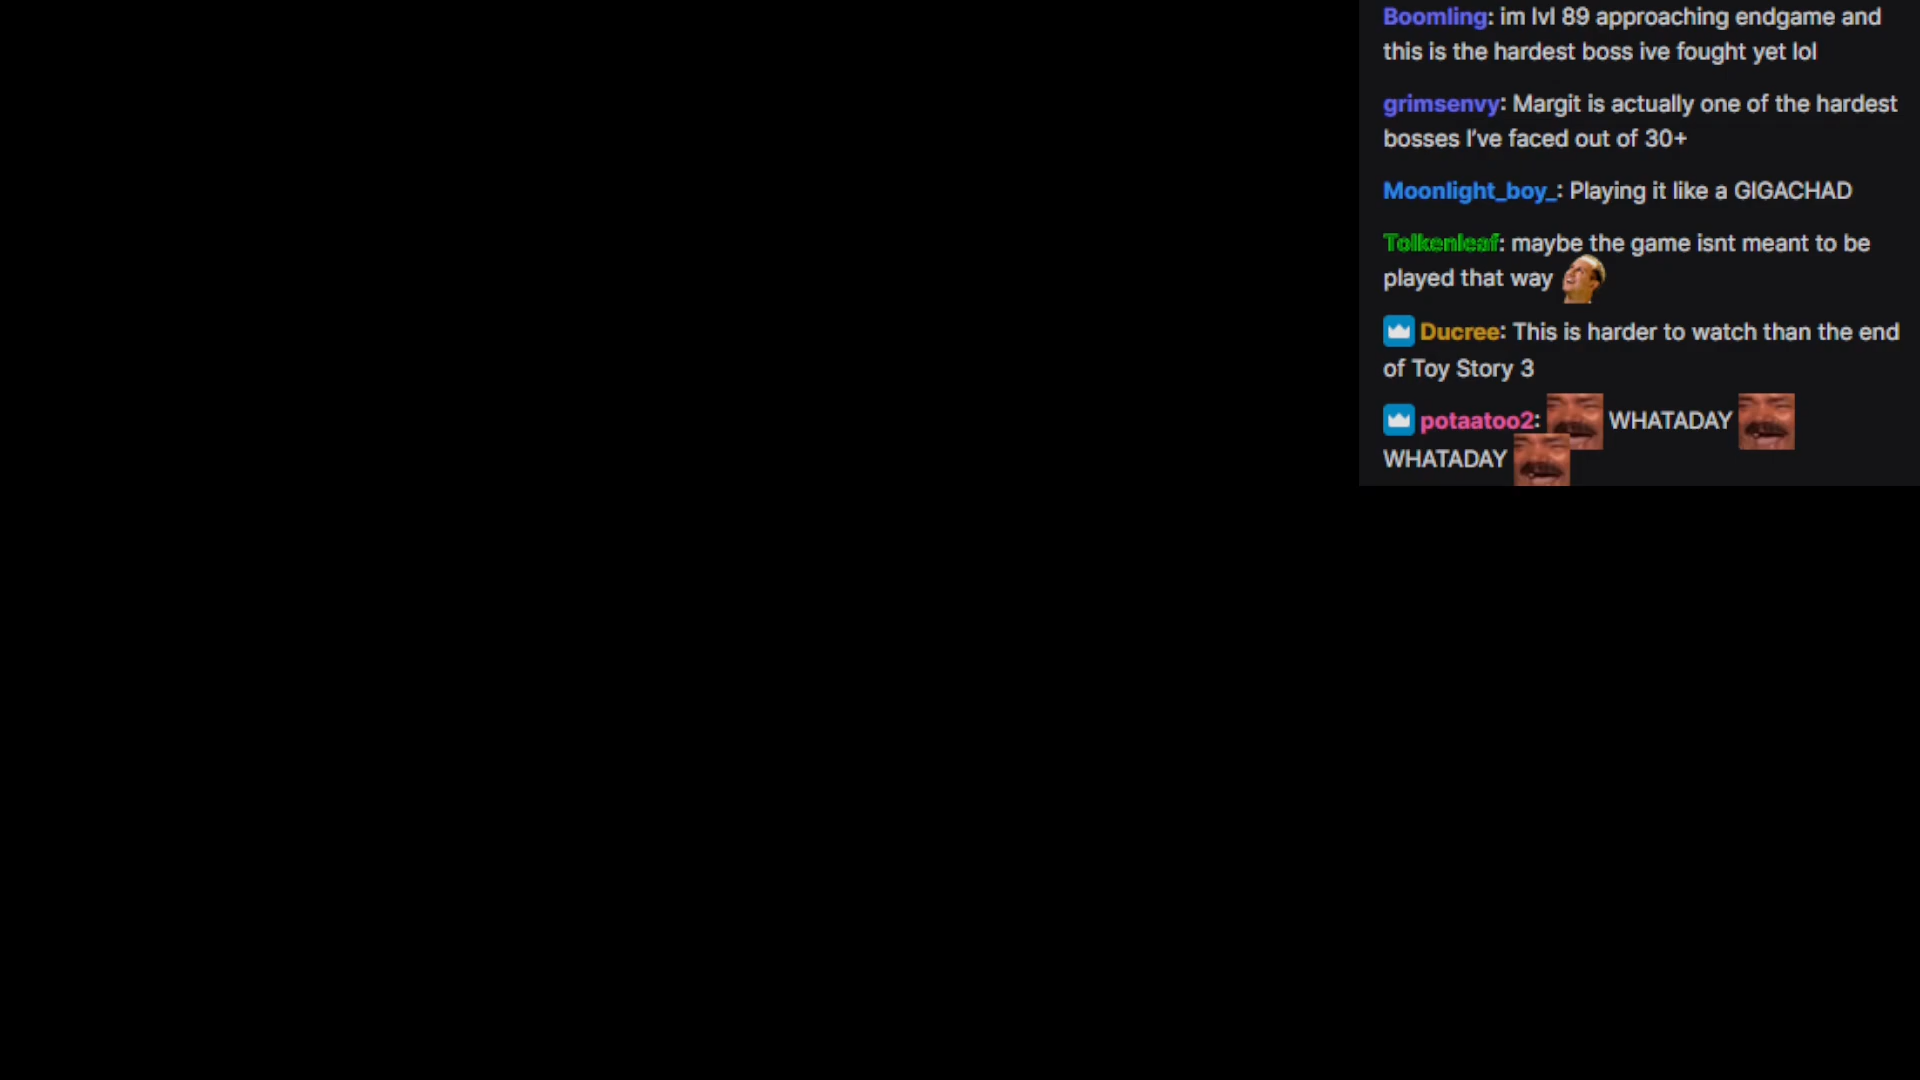 Boomling: im lvl 89 approaching endgame and
this is the hardest boss ive fought yet lol
grimsenvy: Margit is actually one of the hardest
bosses I've faced out of 30+
Moonlight_boy_: Playing it like a GIGACHAD
Tolkenleaf: maybe the game isnt meant to be
played that way
Ducree: This is harder to watch than the end
of Toy Story 3
potaatoo2: WHATADAY
WHATADAY